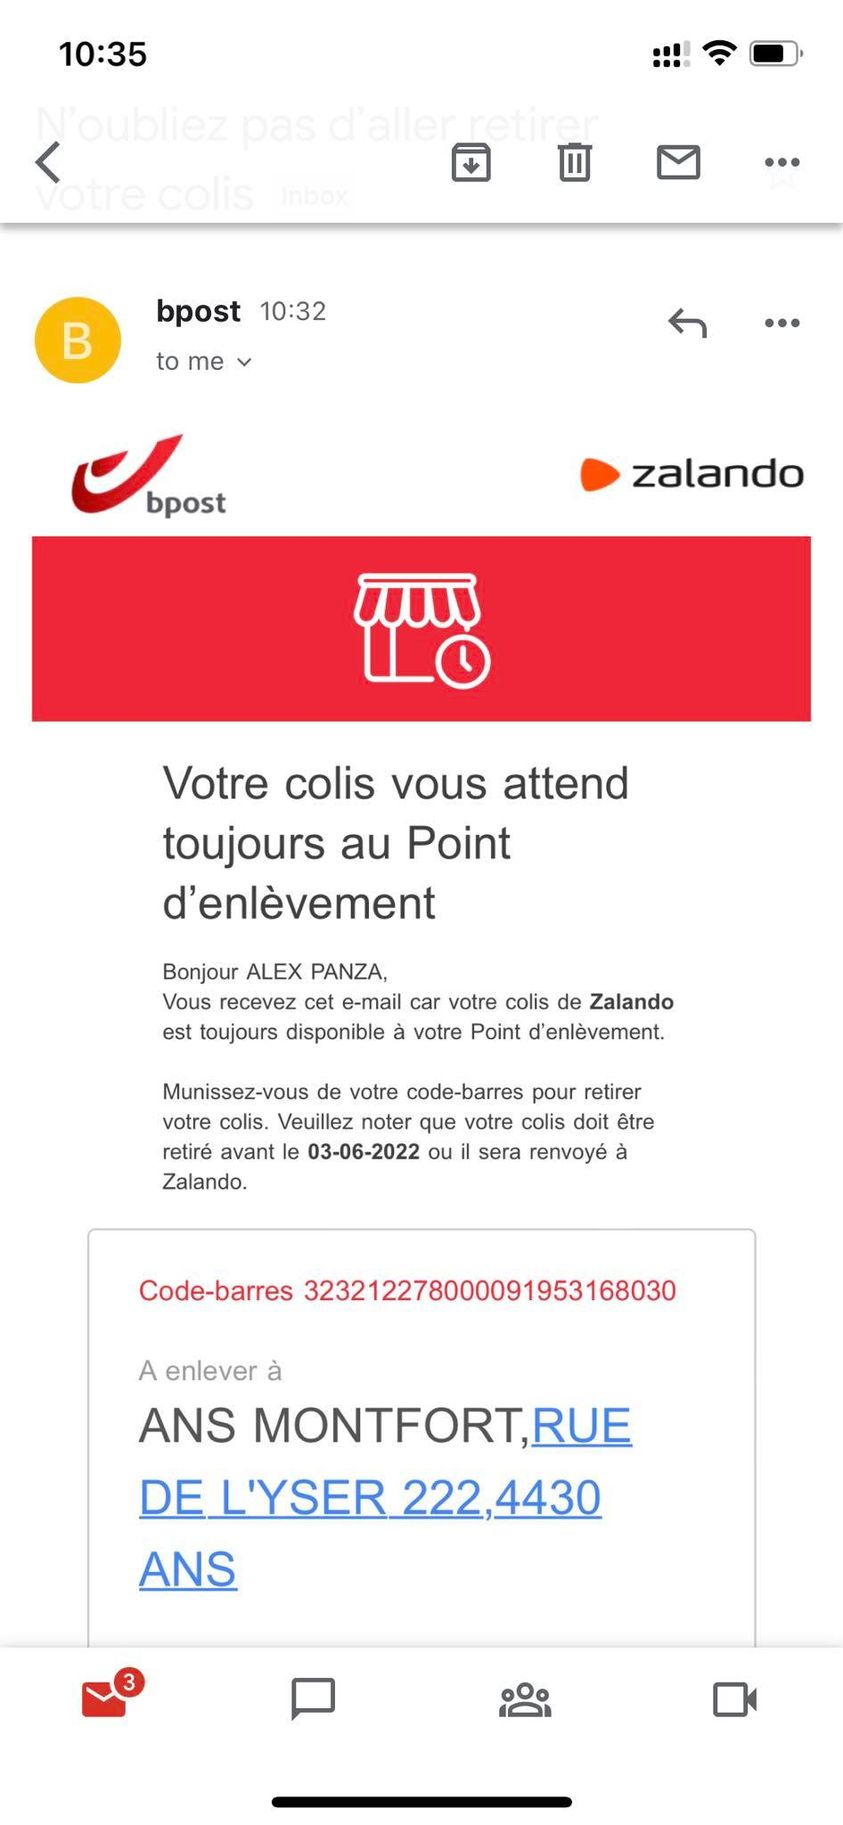 10:35
N'oubliez pas d'aller retirer
votre colis Inbox
B
bpost 10:32
to me
bpost
zalando
Votre colis vous attend
toujours au Point
d'enlèvement
Bonjour ALEX PANZA,
Vous recevez cet e-mail car votre colis de Zalando
est toujours disponible à votre Point d'enlèvement.
Munissez-vous de votre code-barres pour retirer
votre colis. Veuillez noter que votre colis doit être
retiré avant le 03-06-2022 ou il sera renvoyé à
Zalando.
Code-barres 323212278000091953168030
A enlever à
ANS MONTFORT,RUE
DE L'YSER 222,4430
ANS
3